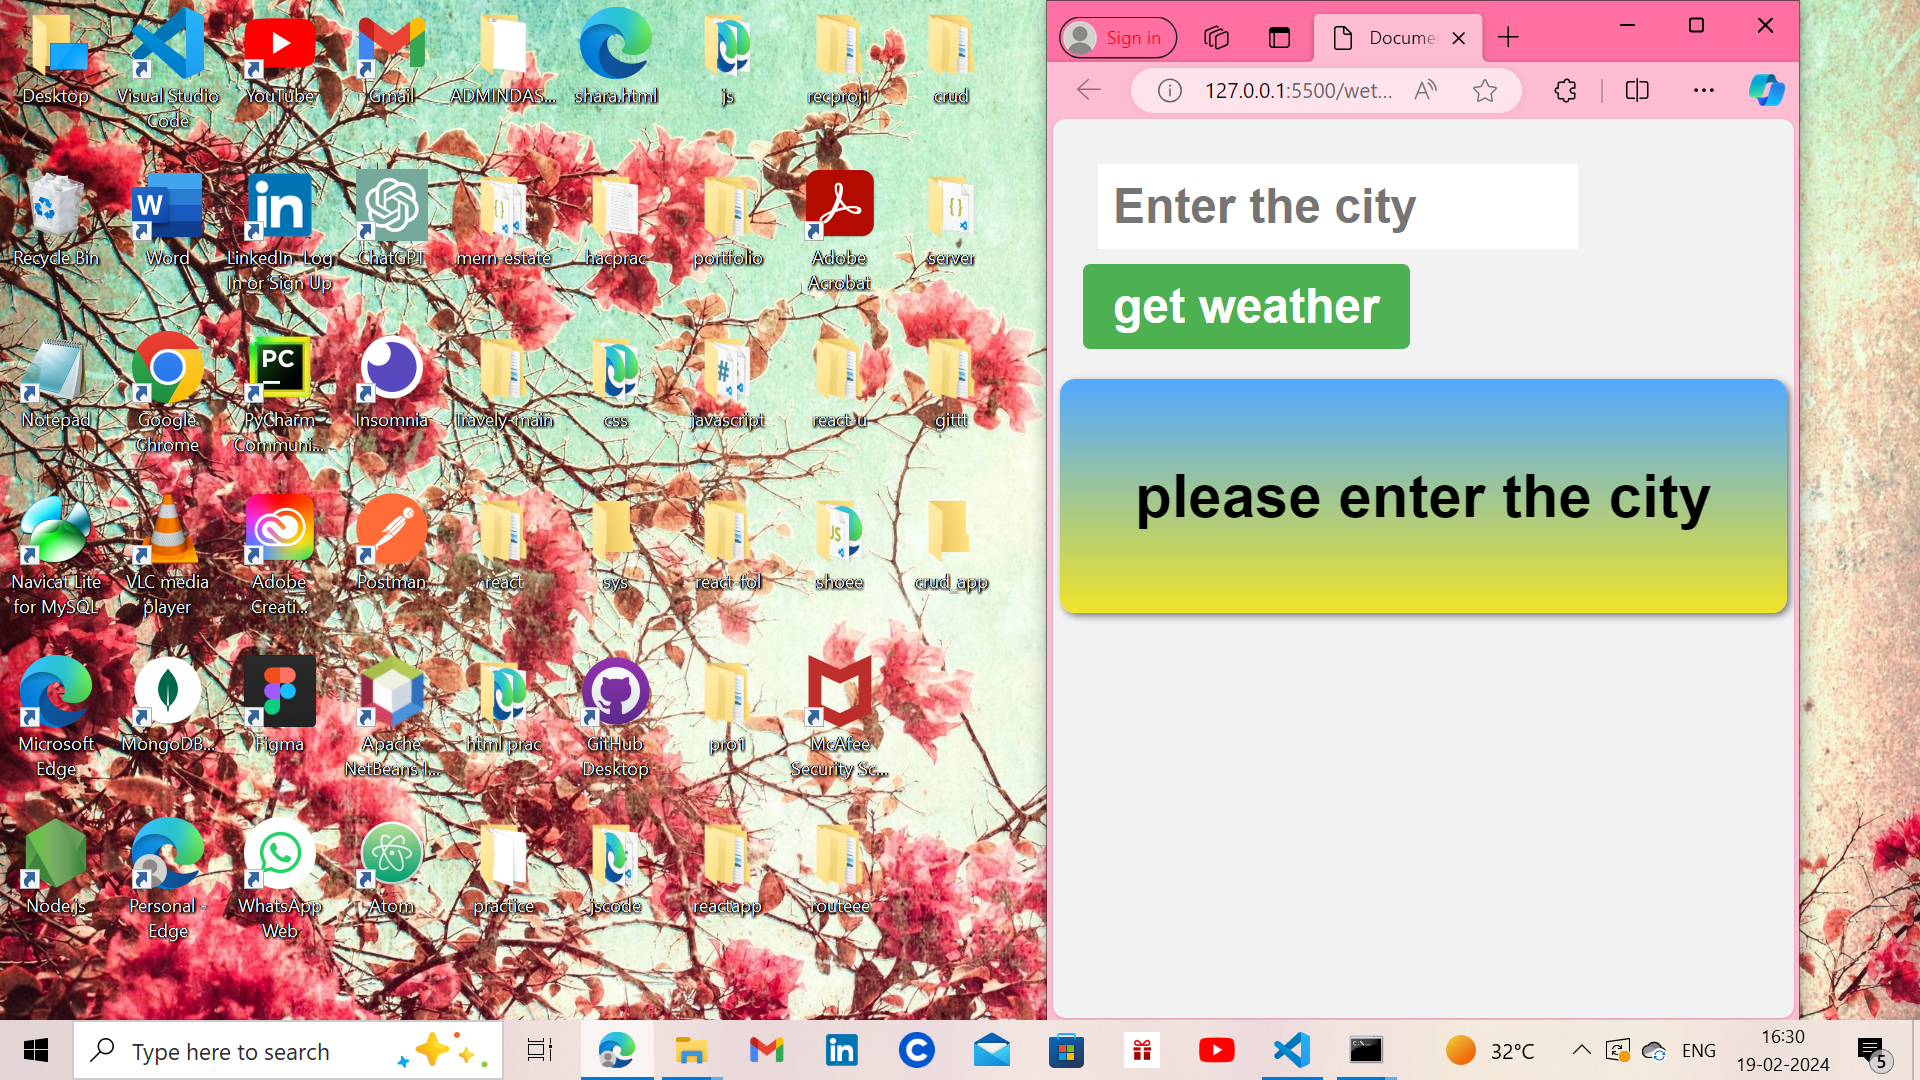 Desktop
Visual Studio
Code
YouTube
Gmail
ADMINDAS...
shara.html
js
recproj1
crud
Recycle Bin
Word
LinkedIn Log
In or Sign Up
ChatGPT
mern-estate
hacprac
portfolio
Adobe
Acrobat
server
Notepad
Google
Chrome
PyCharm
Communi...
Insomnia
Travely-main
css
javascript
react-u
gittt
Navicat Lite
for MySQL
VLC media
player
Adobe
Creati...
Postman
react
sys
react-fol
shoee
crud_app
Microsoft
Edge
MongoDB...
Figma
Apache
NetBeans I...
html prac
GitHub
Desktop
pro1
McAfee
Security Sc...
Node.js
Personal -
Edge
WhatsApp
Web
Atom
practice
jscode
reactapp
routeee
Sign in
Docume
127.0.0.1:5500/wet...
Enter the city
get weather
please enter the city
Type here to search
32°C
ENG
16:30
19-02-2024
5